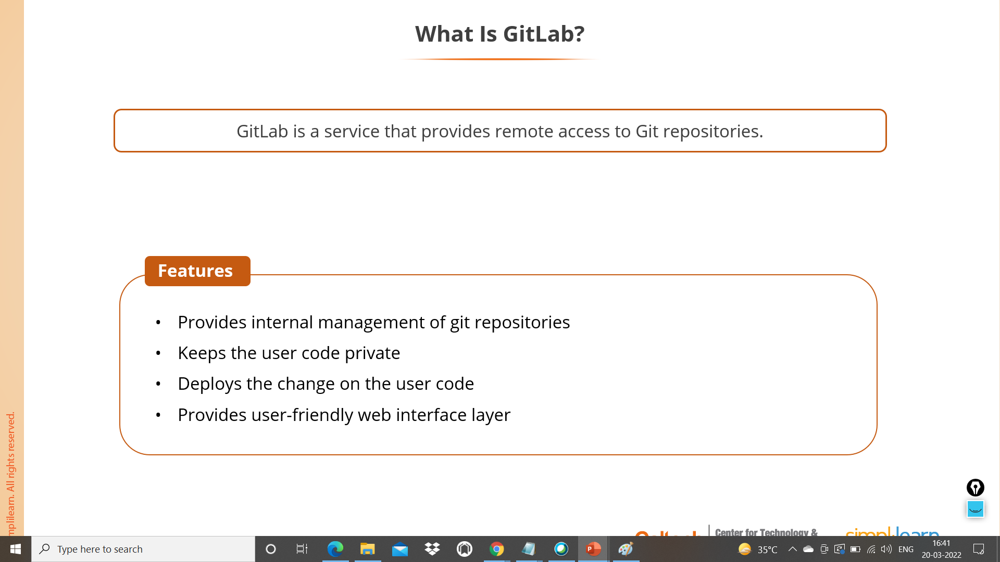 What Is GitLab?
GitLab is a service that provides remote access to Git repositories.
Features
• Provides internal management of git repositories
• Keeps the user code private
• Deploys the change on the user code
• Provides user-friendly web interface layer
mplilearn. All rights reserved.
Center for Technology &
simplilearn
Type here to search
35°C
ENG
16:41
20-03-2022